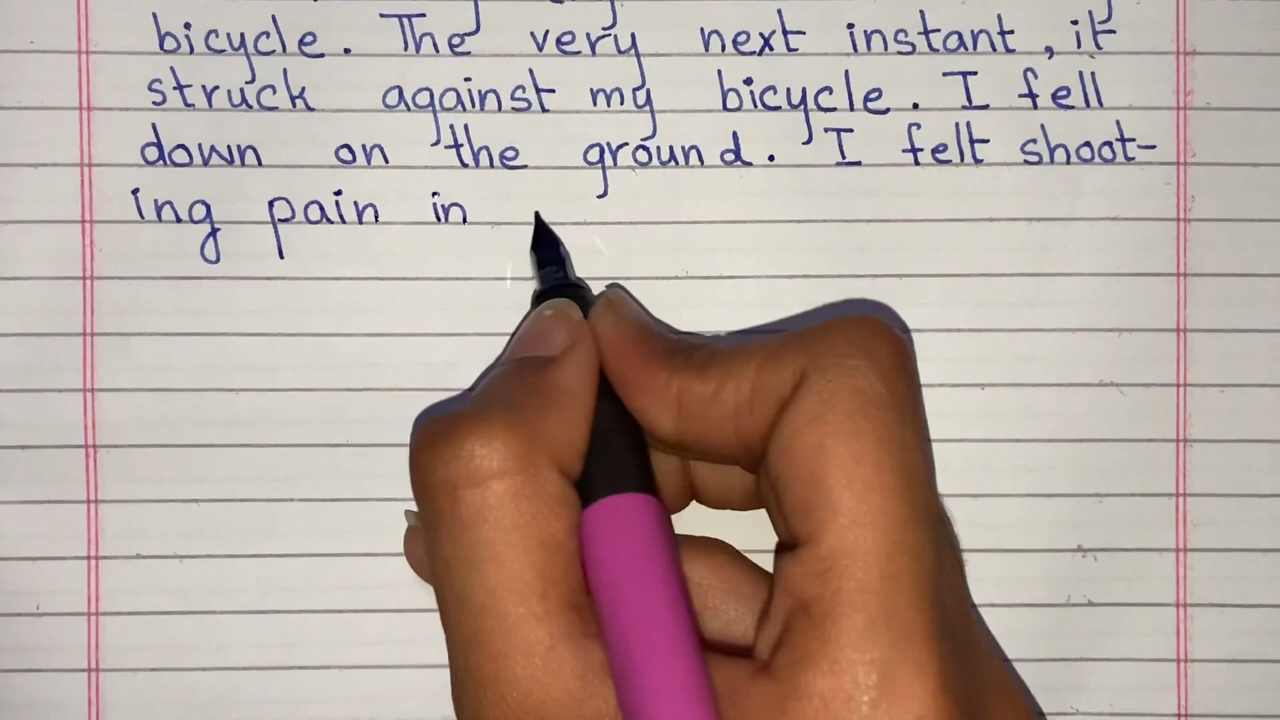 bicycle. The very next instant, it
struck against my bicycle. I fell
down on the ground. I felt shoot-
ing pain in